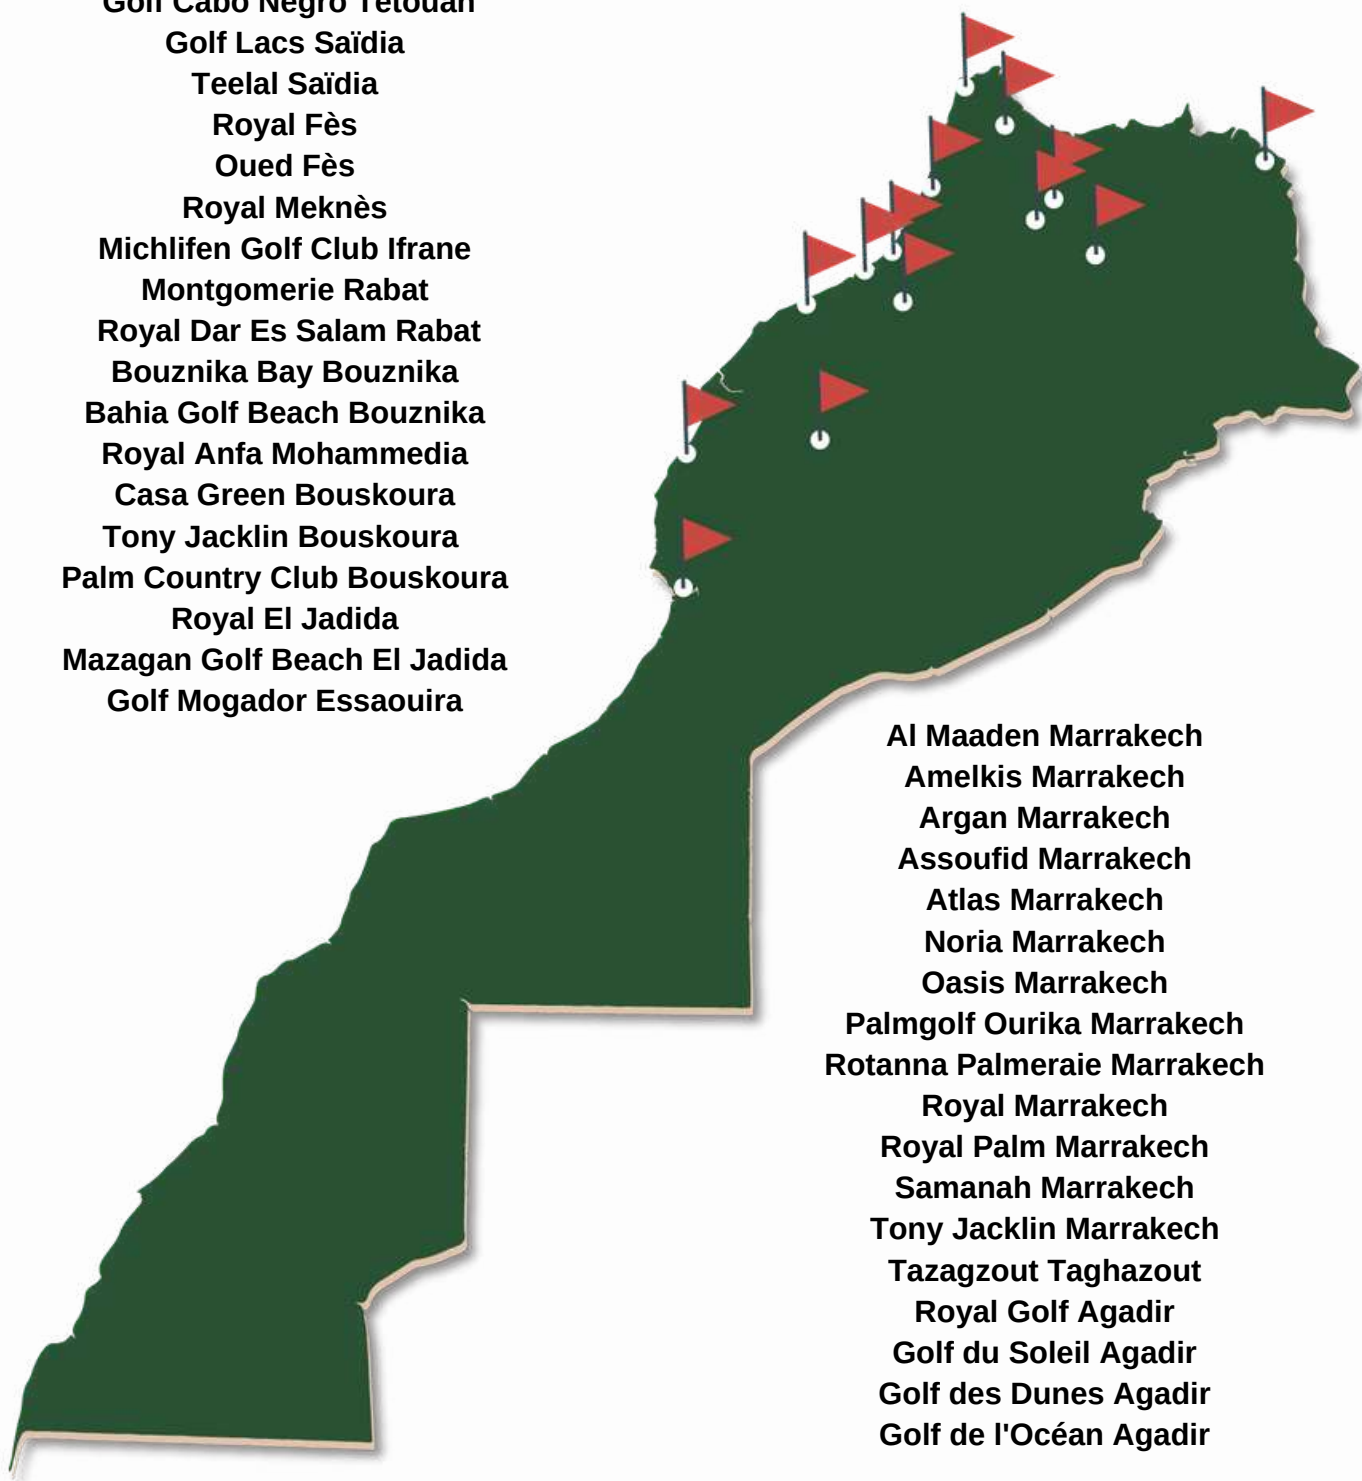 Golf Cabo Negro Tétouan
Golf Lacs Saïdia
Teelal Saïdia
Royal Fès
Oued Fès
Royal Meknès
Michlifen Golf Club Ifrane
Montgomerie Rabat
Royal Dar Es Salam Rabat
Bouznika Bay Bouznika
Bahia Golf Beach Bouznika
Royal Anfa Mohammedia
Casa Green Bouskoura
Tony Jacklin Bouskoura
Palm Country Club Bouskoura
Royal El Jadida
Mazagan Golf Beach El Jadida
Golf Mogador Essaouira
Al Maaden Marrakech
Amelkis Marrakech
Argan Marrakech
Assoufid Marrakech
Atlas Marrakech
Noria Marrakech
Oasis Marrakech
Palmgolf Ourika Marrakech
Rotanna Palmeraie Marrakech
Royal Marrakech
Royal Palm Marrakech
Samanah Marrakech
Tony Jacklin Marrakech
Tazagzout Taghazout
Royal Golf Agadir
Golf du Soleil Agadir
Golf des Dunes Agadir
Golf de l'Océan Agadir